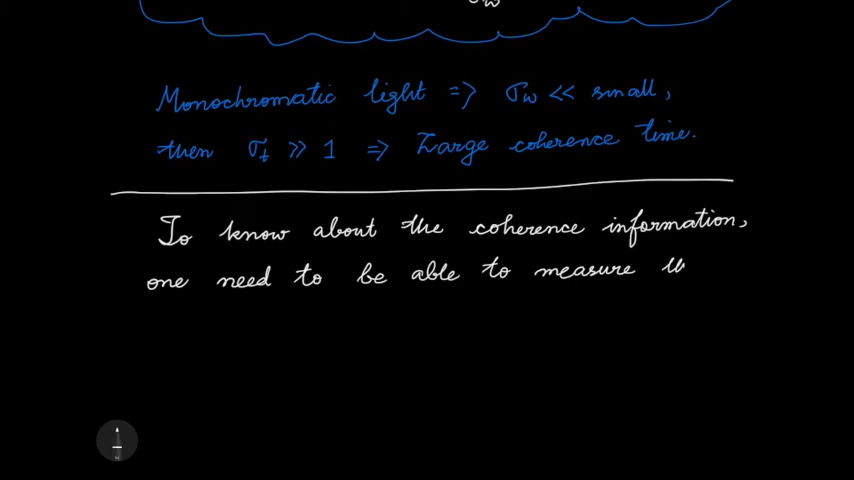 σω
Monochromatic light => σω << small,
then σt >> 1 => Large coherence time.
To know about the coherence information,
one need to be able to measure